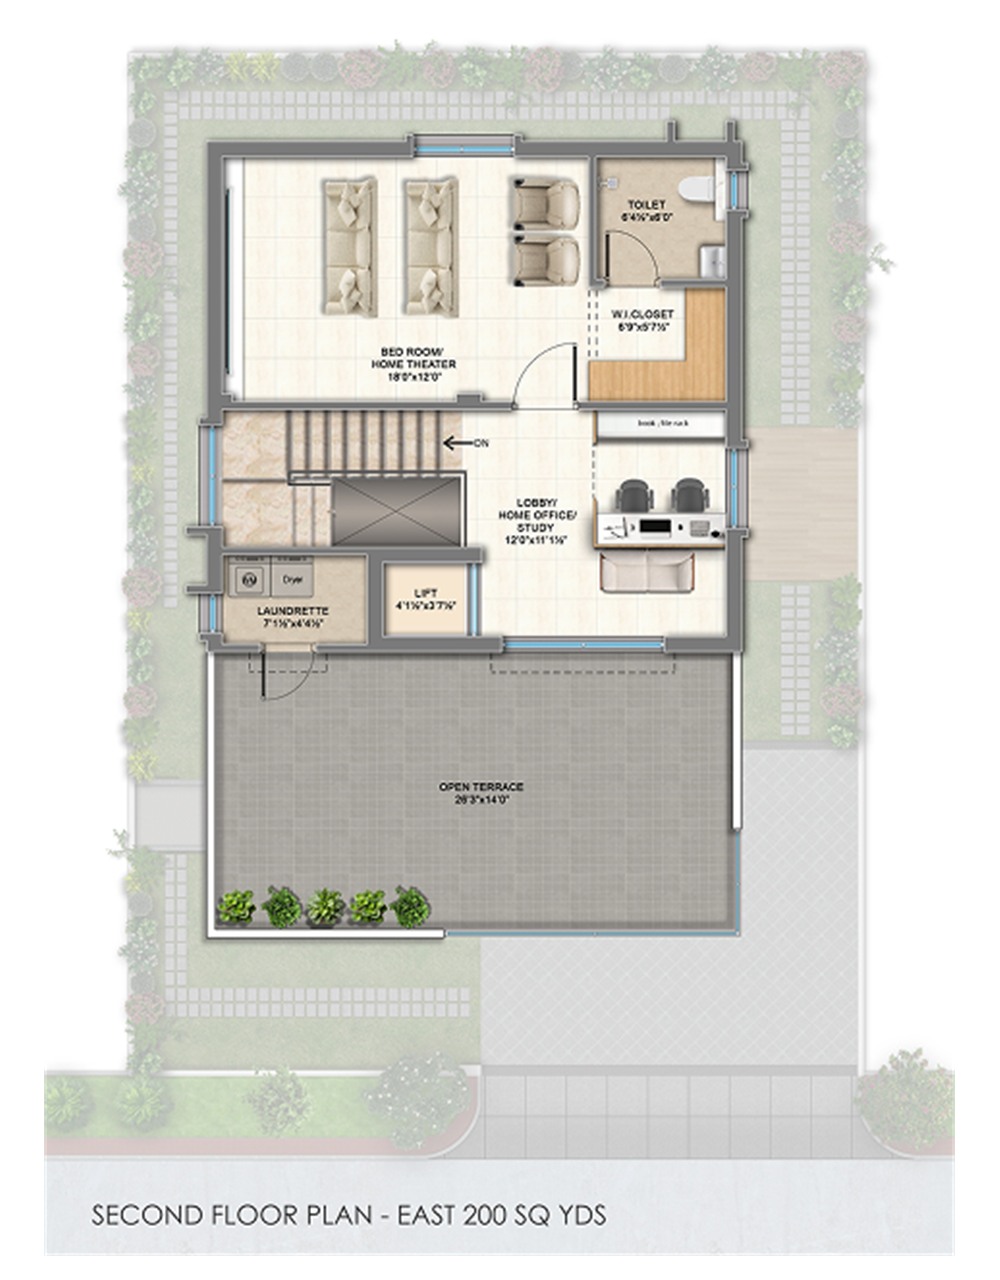 TOILET
6'4½"x6'0"
W.I.CLOSET
6'9"x5'7½"
BED ROOM/
HOME THEATER
18'0"x12'0"
book / file rack
DN
LOBBY/
HOME OFFICE/
STUDY
12'0"x11'1½"
Dryer
LIFT
4'1½"x3'7½"
LAUNDRETTE
7'1½"x4'4½"
OPEN TERRACE
26'3"x14'0"
SECOND FLOOR PLAN - EAST 200 SQ YDS